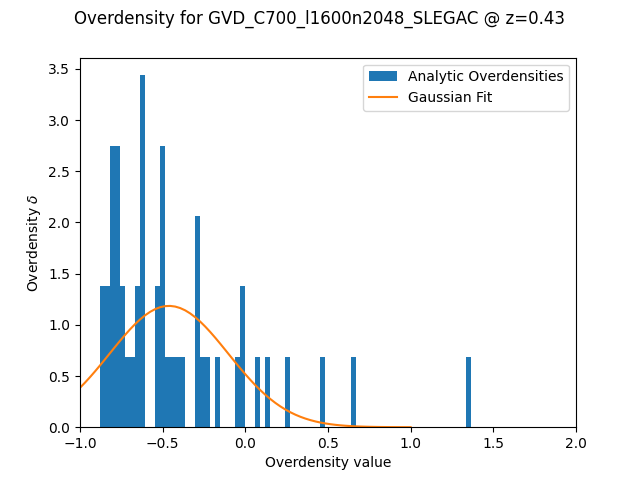 Overdensity for GVD_C700_l1600n2048_SLEGAC @ z=0.43
Analytic Overdensities
Gaussian Fit
Overdensity δ
3.5
3.0
2.5
2.0
1.5
1.0
0.5
0.0
−1.0 −0.5 0.0 0.5 1.0 1.5 2.0
Overdensity value